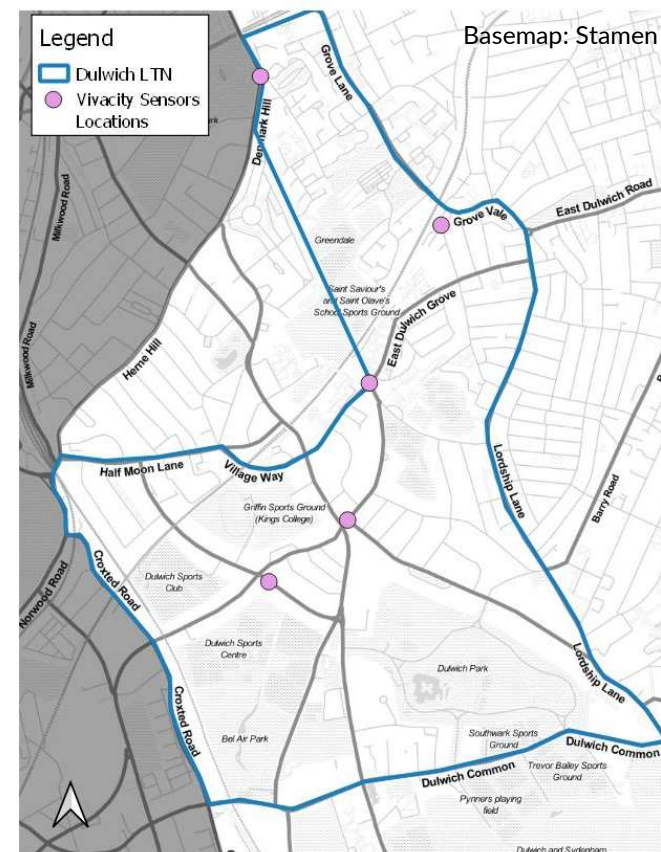 Legend
Dulwich LTN
Vivacity Sensors
Locations
Basemap: Stamen
Grove Lane
Denmark Hill
Milkwood Road
Grove Vale
East Dulwich Road
Greendale
Saint Saviour's
and Saint Olave's
School Sports Ground
East Dulwich Grove
Herne Hill
Milkwood Road
Half Moon Lane
Village Way
Lordship Lane
Barry Road
Griffin Sports Ground
(Kings College)
Norwood Road
Croxted Road
Dulwich Sports
Club
Dulwich Sports
Centre
Dulwich Park
Lordship Lane
Croxted Road
Bel Air Park
Southwark Sports
Ground
Dulwich Common
Dulwich Common
Trevor Bailey Sports
Ground
Pynners playing
field
Dulwich and Sydenham